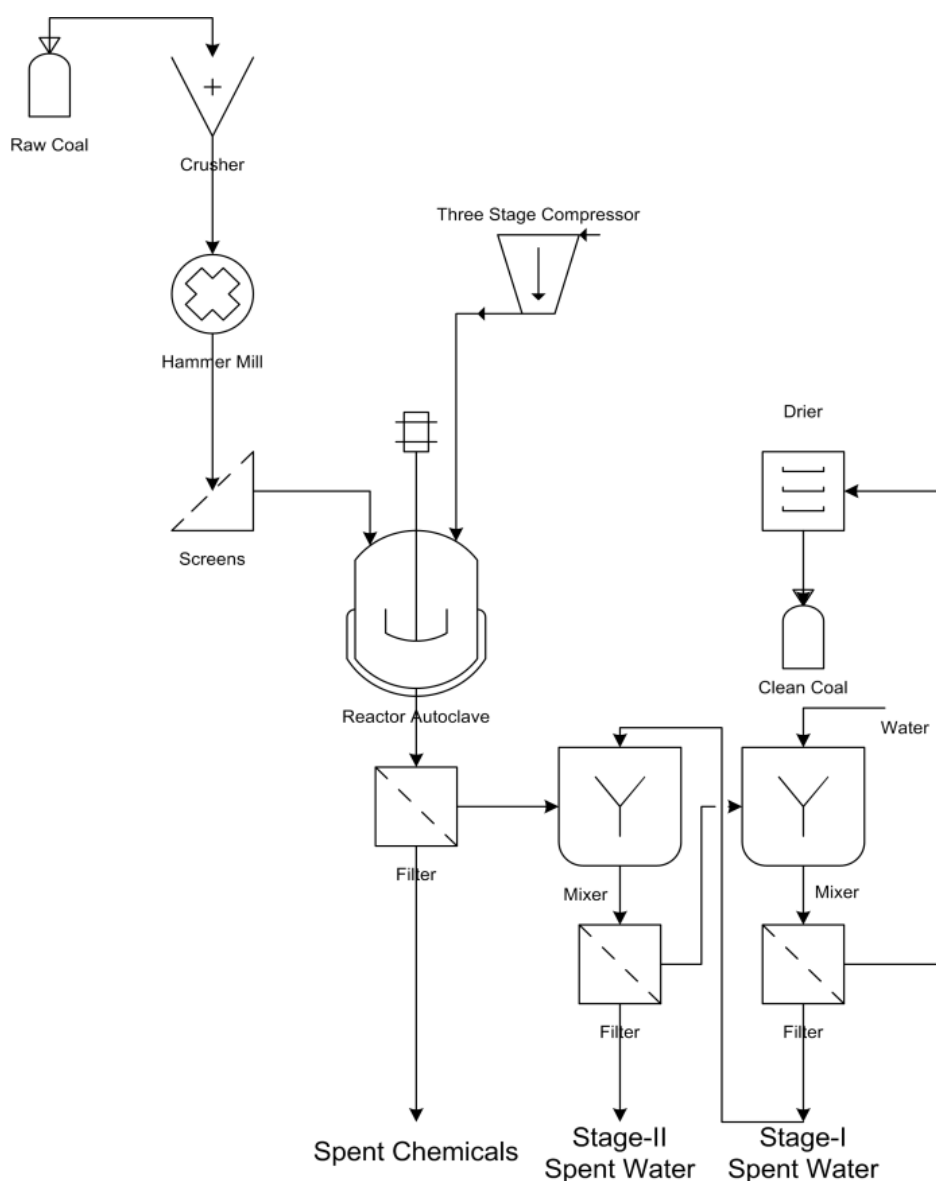 Raw Coal
Crusher
Three Stage Compressor
Hammer Mill
Drier
Screens
Clean Coal
Reactor Autoclave
Water
Filter
Mixer
Mixer
Filter
Filter
Spent Chemicals
Stage-II
Spent Water
Stage-I
Spent Water